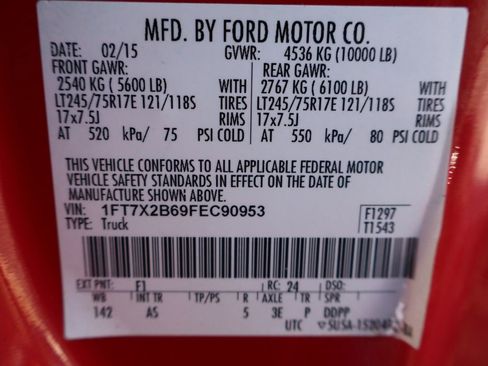 MFD. BY FORD MOTOR CO.
DATE: 02/15 GVWR: 4536 KG (10000 LB)
FRONT GAWR: REAR GAWR:
2540 KG ( 5600 LB) WITH 2767 KG ( 6100 LB) WITH
LT245/75R17E 121/118S TIRES LT245/75R17E 121/118S TIRES
17x7.5J RIMS 17x7.5J RIMS
AT 520 kPa/ 75 PSI COLD AT 550 kPa/ 80 PSI COLD
THIS VEHICLE CONFORMS TO ALL APPLICABLE FEDERAL MOTOR
VEHICLE SAFETY STANDARDS IN EFFECT ON THE DATE OF
MANUFACTURE SHOWN ABOVE.
VIN: 1FT7X2B69FEC90953 F1297
TYPE: Truck T1543
EXT PNT: F1 RC: 24 DSO:
WB INT TR TP/PS R AXLE TR SPR
142 AS 5 3E P DDPP
UTC